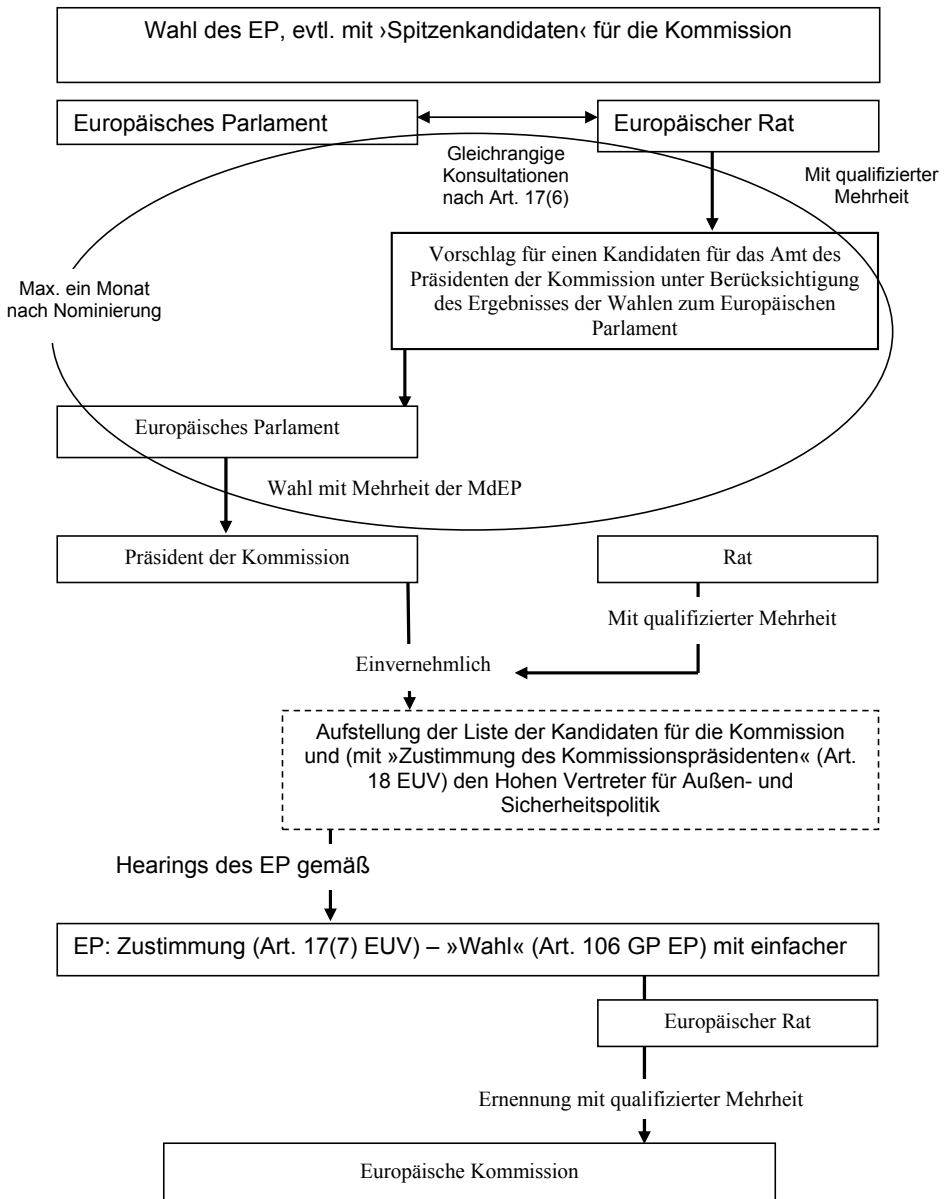 Wahl des EP, evtl. mit ›Spitzenkandidaten‹ für die Kommission
Europäisches Parlament
Europäischer Rat
Gleichrangige
Konsultationen
nach Art. 17(6)
Mit qualifizierter
Mehrheit
Vorschlag für einen Kandidaten für das Amt des
Präsidenten der Kommission unter Berücksichtigung
des Ergebnisses der Wahlen zum Europäischen
Parlament
Max. ein Monat
nach Nominierung
Europäisches Parlament
Wahl mit Mehrheit der MdEP
Präsident der Kommission
Rat
Mit qualifizierter Mehrheit
Einvernehmlich
Aufstellung der Liste der Kandidaten für die Kommission
und (mit »Zustimmung des Kommissionspräsidenten« (Art.
18 EUV) den Hohen Vertreter für Außen- und
Sicherheitspolitik
Hearings des EP gemäß
EP: Zustimmung (Art. 17(7) EUV) – »Wahl« (Art. 106 GP EP) mit einfacher
Europäischer Rat
Ernennung mit qualifizierter Mehrheit
Europäische Kommission